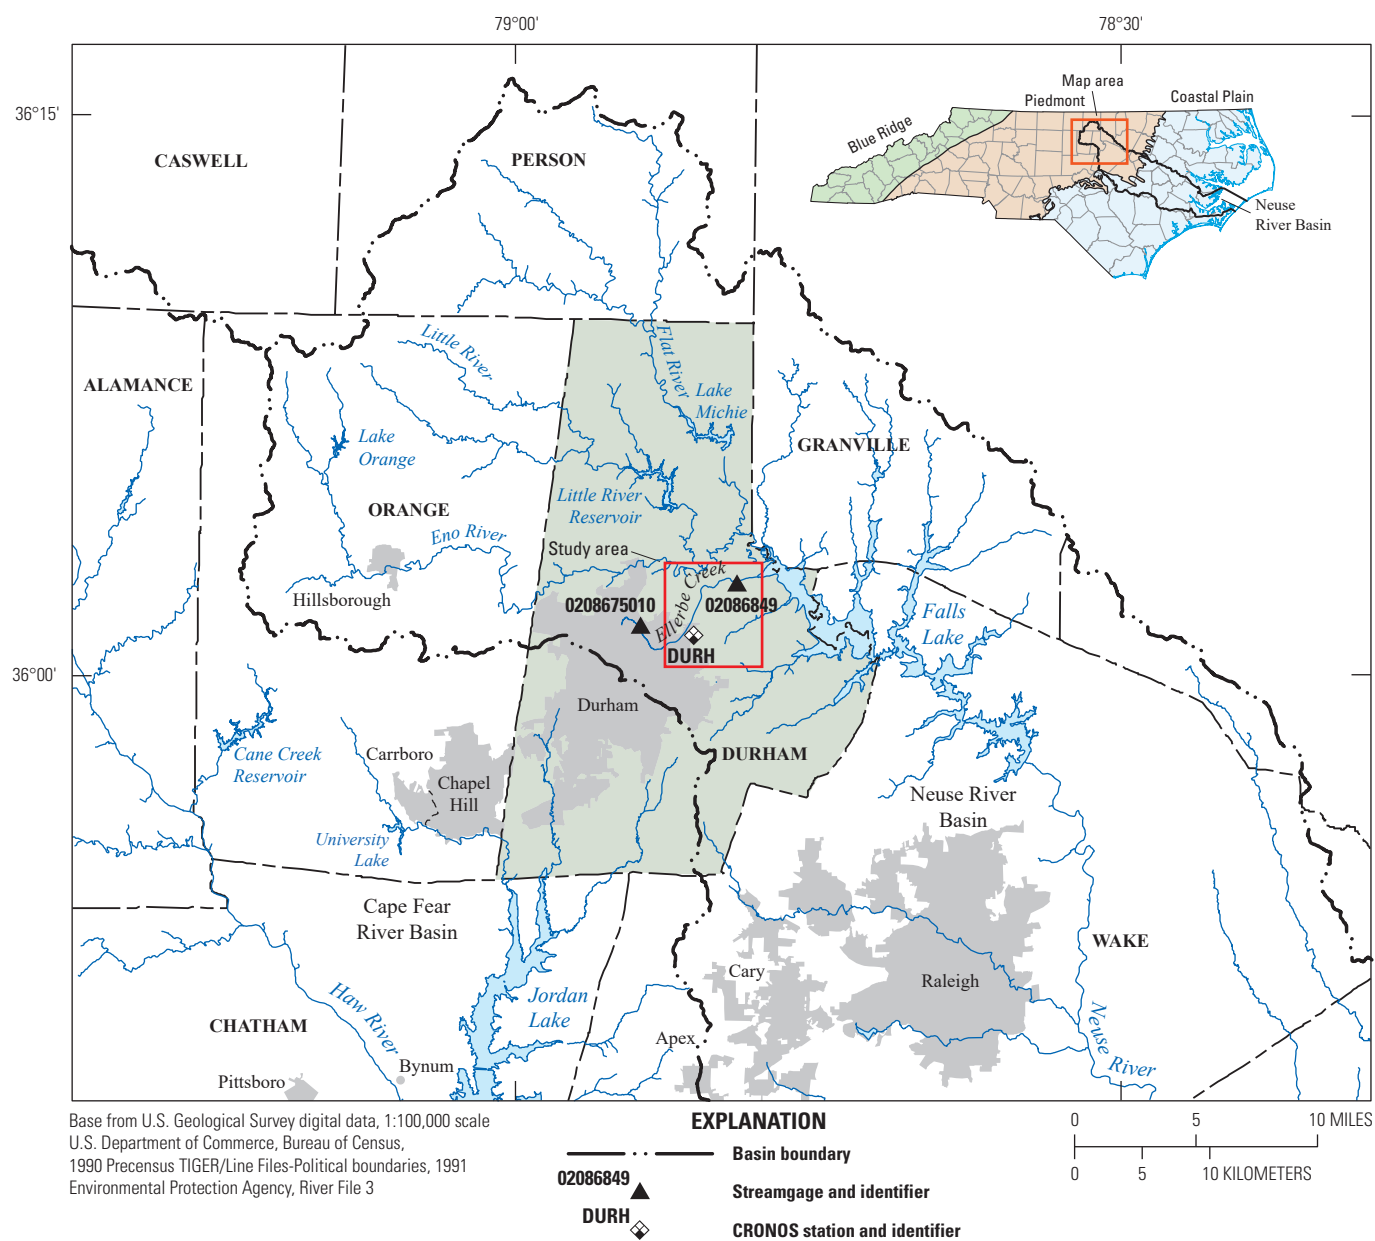 79°00'
78°30'
36°15'
36°00'
Map area
Piedmont
Coastal Plain
Blue Ridge
Neuse
River Basin
CASWELL
PERSON
ALAMANCE
Little River
Flat River
Lake
Michie
GRANVILLE
Lake
Orange
ORANGE
Little River
Reservoir
Eno River
Study area
Ellerbe Creek
Hillsborough
0208675010
02086849
DURH
Falls
Lake
Durham
Cane Creek
Reservoir
Carrboro
Chapel
Hill
DURHAM
Neuse River
Basin
University
Lake
Cape Fear
River Basin
WAKE
Cary
Raleigh
Haw River
Jordan
Lake
CHATHAM
Apex
Neuse River
Bynum
Pittsboro
Base from U.S. Geological Survey digital data, 1:100,000 scale
U.S. Department of Commerce, Bureau of Census,
1990 Precensus TIGER/Line Files-Political boundaries, 1991
Environmental Protection Agency, River File 3
EXPLANATION
Basin boundary
02086849
Streamgage and identifier
DURH
CRONOS station and identifier
0 5 10 MILES
0 5 10 KILOMETERS